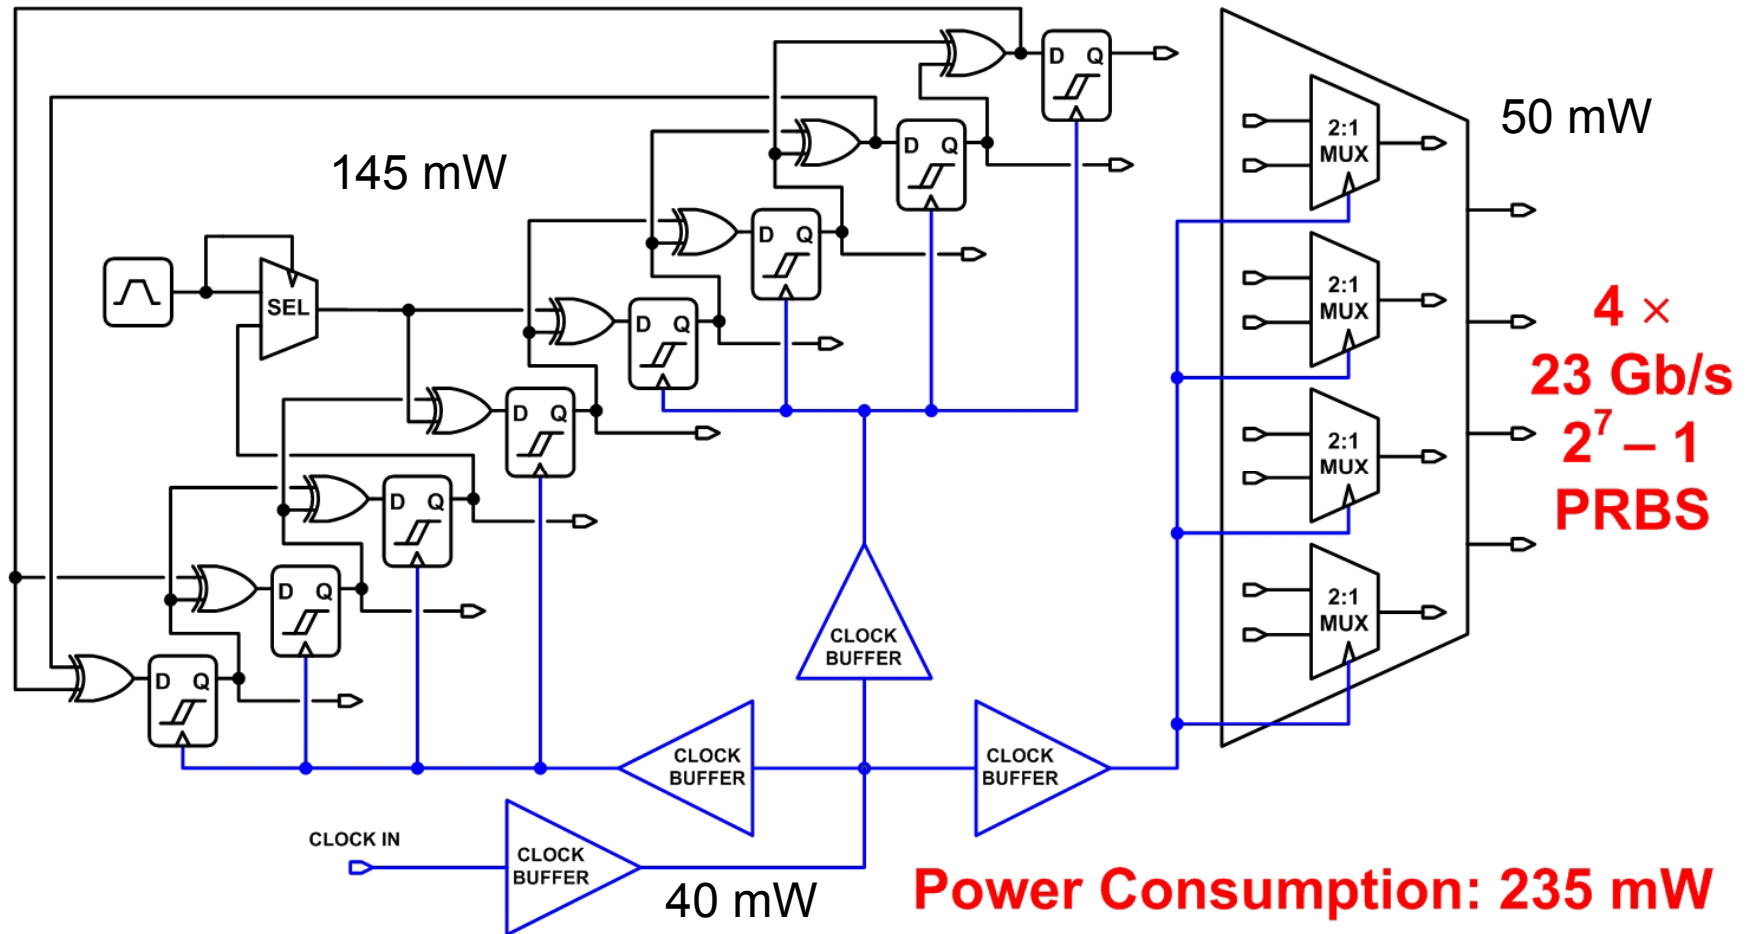 D Q
D Q
50 mW
2:1
MUX
145 mW
D Q
SEL
2:1
MUX
D Q
4 ×
23 Gb/s
2⁷ – 1
PRBS
D Q
2:1
MUX
D Q
D Q
2:1
MUX
D Q
CLOCK
BUFFER
CLOCK
BUFFER
CLOCK
BUFFER
CLOCK IN
CLOCK
BUFFER
40 mW
Power Consumption: 235 mW